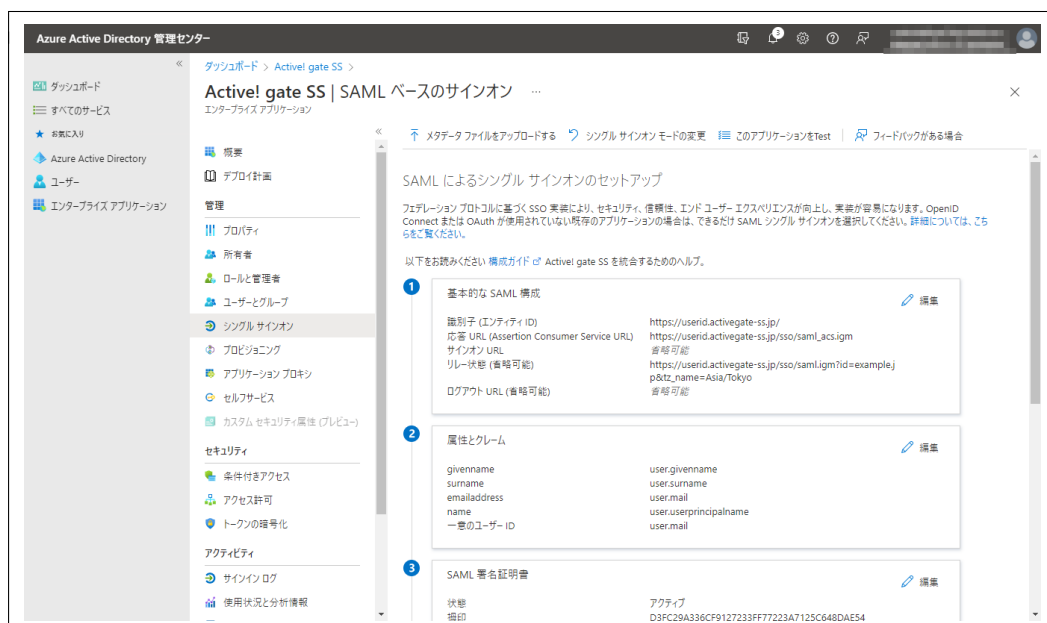 Azure Active Directory 管理センター
3
«
ダッシュボード
すべてのサービス
お気に入り
Azure Active Directory
ユーザー
エンタープライズ アプリケーション
ダッシュボード > Active! gate SS >
Active! gate SS | SAML ベースのサインオン ...
エンタープライズ アプリケーション
«
概要
デプロイ計画
管理
プロパティ
所有者
ロールと管理者
ユーザーとグループ
シングル サインオン
プロビジョニング
アプリケーション プロキシ
セルフサービス
カスタム セキュリティ属性 (プレビュー)
セキュリティ
条件付きアクセス
アクセス許可
トークンの暗号化
アクティビティ
サインイン ログ
使用状況と分析情報
メタデータ ファイルをアップロードする シングル サインオン モードの変更 このアプリケーションをTest フィードバックがある場合
SAML によるシングル サインオンのセットアップ
フェデレーション プロトコルに基づく SSO 実装により、セキュリティ、信頼性、エンド ユーザー エクスペリエンスが向上し、実装が容易になります。OpenID
Connect または OAuth が使用されていない既存のアプリケーションの場合は、できるだけ SAML シングル サインオンを選択してください。詳細については、こち
らをご覧ください。
以下をお読みください 構成ガイド Active! gate SS を統合するためのヘルプ。
1
基本的な SAML 構成 編集
識別子 (エンティティ ID) https://userid.activegate-ss.jp/
応答 URL (Assertion Consumer Service URL) https://userid.activegate-ss.jp/sso/saml_acs.igm
サインオン URL 省略可能
リレー状態 (省略可能) https://userid.activegate-ss.jp/sso/saml.igm?id=example.j
p&tz_name=Asia/Tokyo
ログアウト URL (省略可能) 省略可能
2
属性とクレーム 編集
givenname user.givenname
surname user.surname
emailaddress user.mail
name user.userprincipalname
一意のユーザー ID user.mail
3
SAML 署名証明書 編集
状態 アクティブ
拇印 D3FC29A336CF9127233FF77223A7125C648DAE54